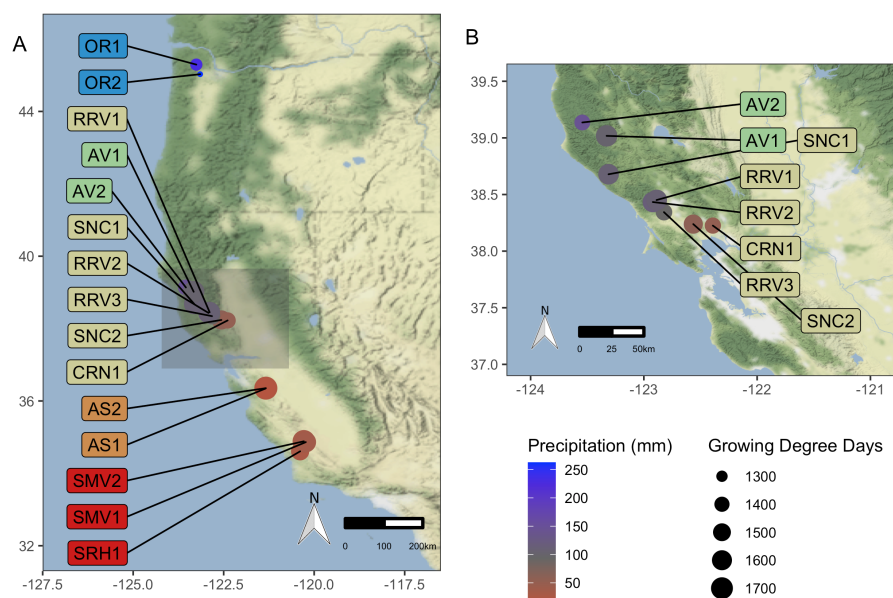 A
OR1
OR2
RRV1
AV1
AV2
SNC1
RRV2
RRV3
SNC2
CRN1
AS2
AS1
SMV2
SMV1
SRH1
44
40
36
32
-127.5
-125.0
-122.5
-120.0
-117.5
N
0 100 200km
B
39.5
39.0
38.5
38.0
37.5
37.0
AV2
AV1
SNC1
RRV1
RRV2
CRN1
RRV3
SNC2
N
0 25 50km
-124 -123 -122 -121
Precipitation (mm)
250
200
150
100
50
Growing Degree Days
1300
1400
1500
1600
1700